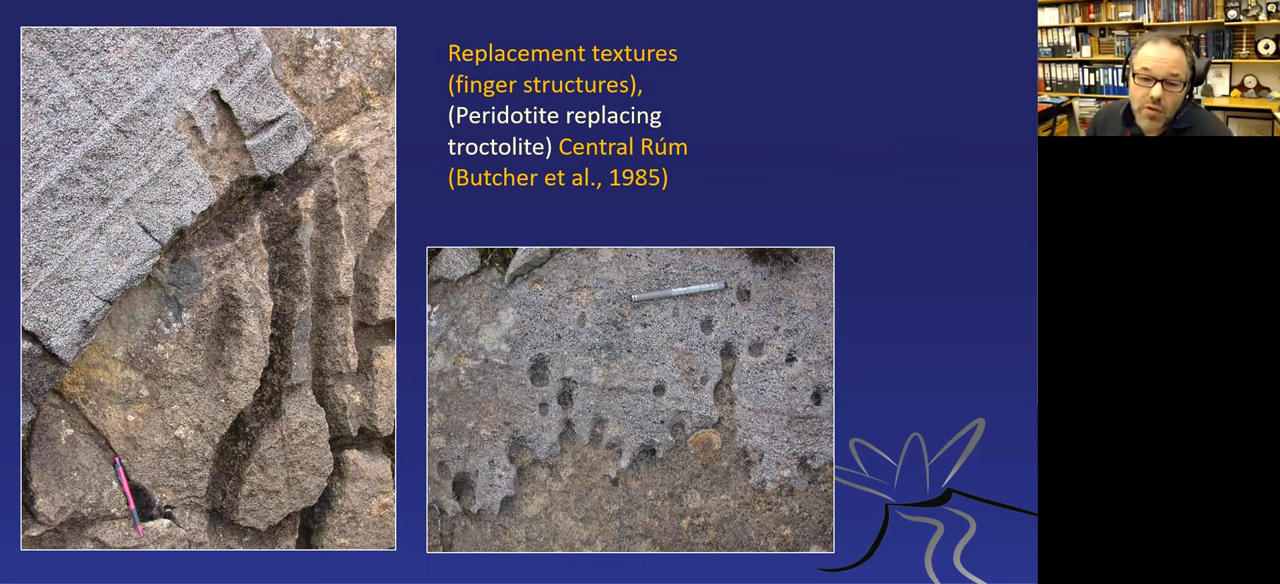 Replacement textures
(finger structures),
(Peridotite replacing
troctolite) Central Rúm
(Butcher et al., 1985)